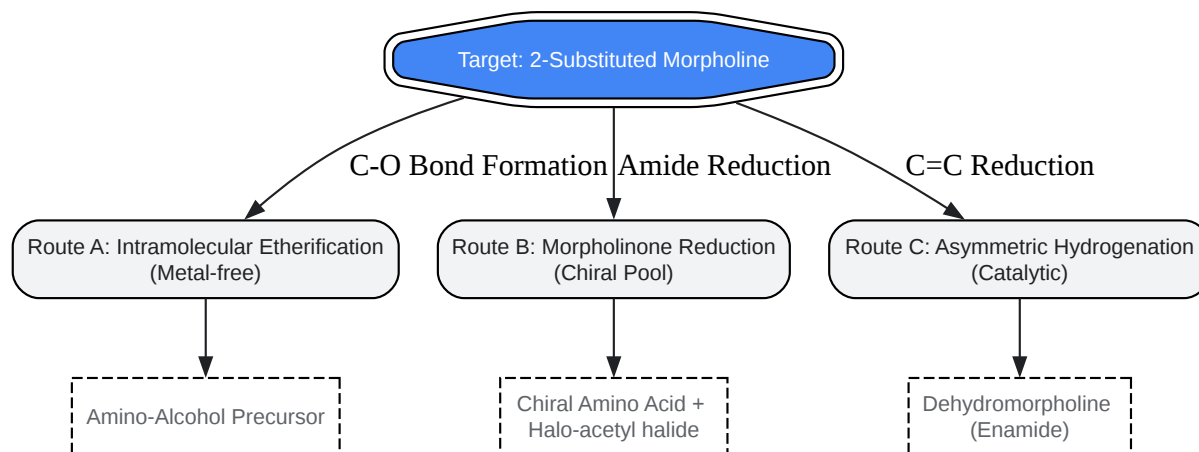 Target: 2-Substituted Morpholine
C-O Bond Formation
Amide Reduction
C=C Reduction
Route A: Intramolecular Etherification
(Metal-free)
Route B: Morpholinone Reduction
(Chiral Pool)
Route C: Asymmetric Hydrogenation
(Catalytic)
Amino-Alcohol Precursor
Chiral Amino Acid +
Halo-acetyl halide
Dehydromorpholine
(Enamide)